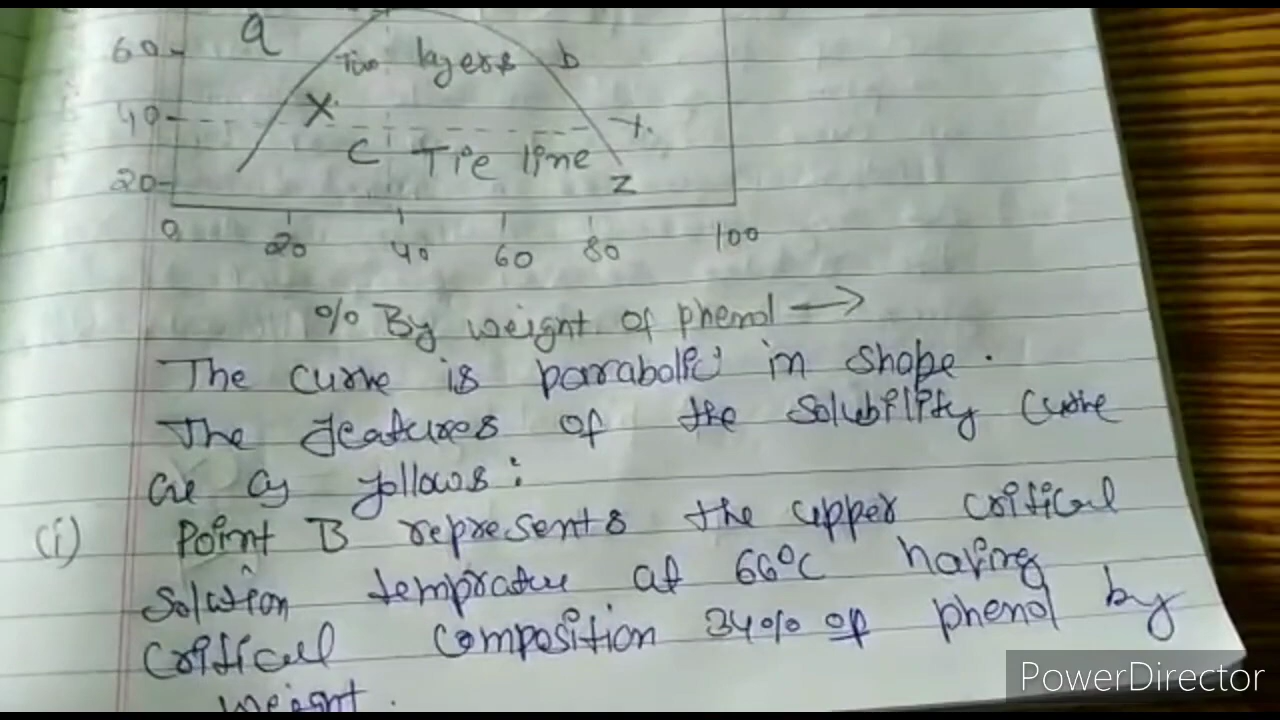 a
60
Two layers b
X
40
Y
C Tie line
Z
20
0 20 40 60 80 100
% By weight of phenol →
The curve is parrabolic in shape.
The features of the solubility curve
are as follows:
(i) Point B represents the upper critical
solution temprature at 66°C having
critical composition 34% of phenol by
weight.
PowerDirector